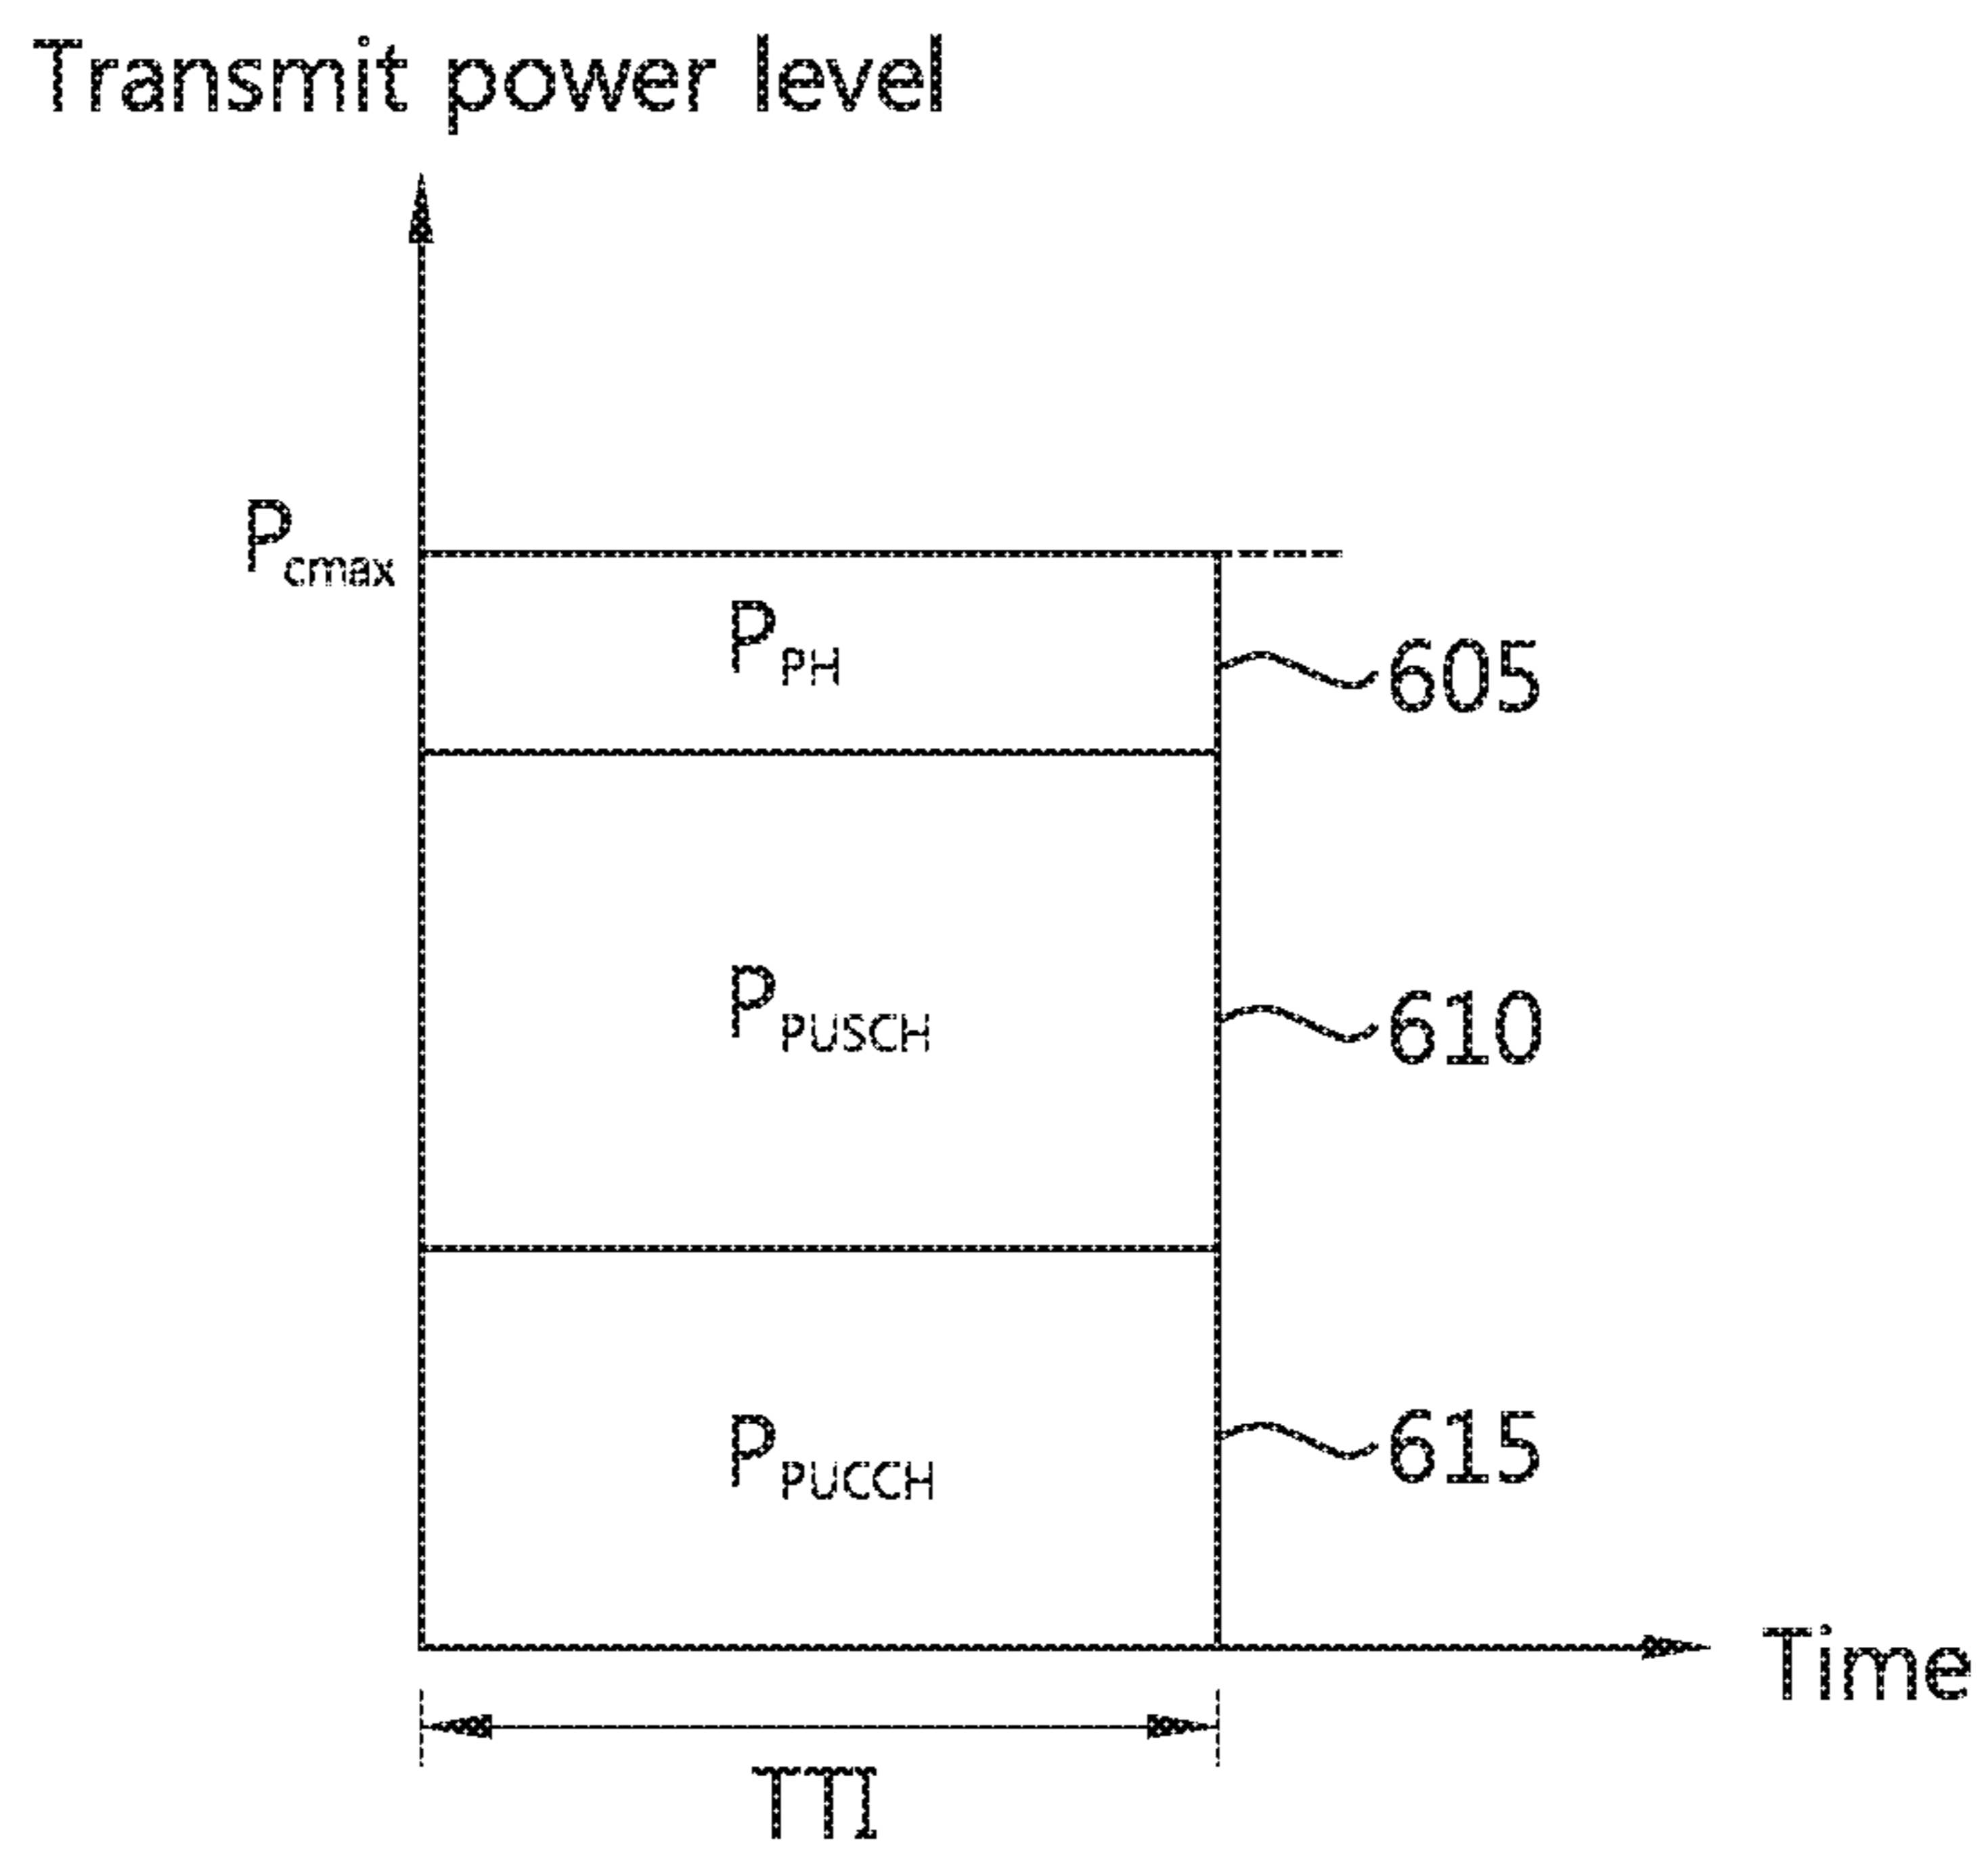 Transmit power level
Pcmax
PPH
605
PPUSCH
610
PPUCCH
615
Time
TTI